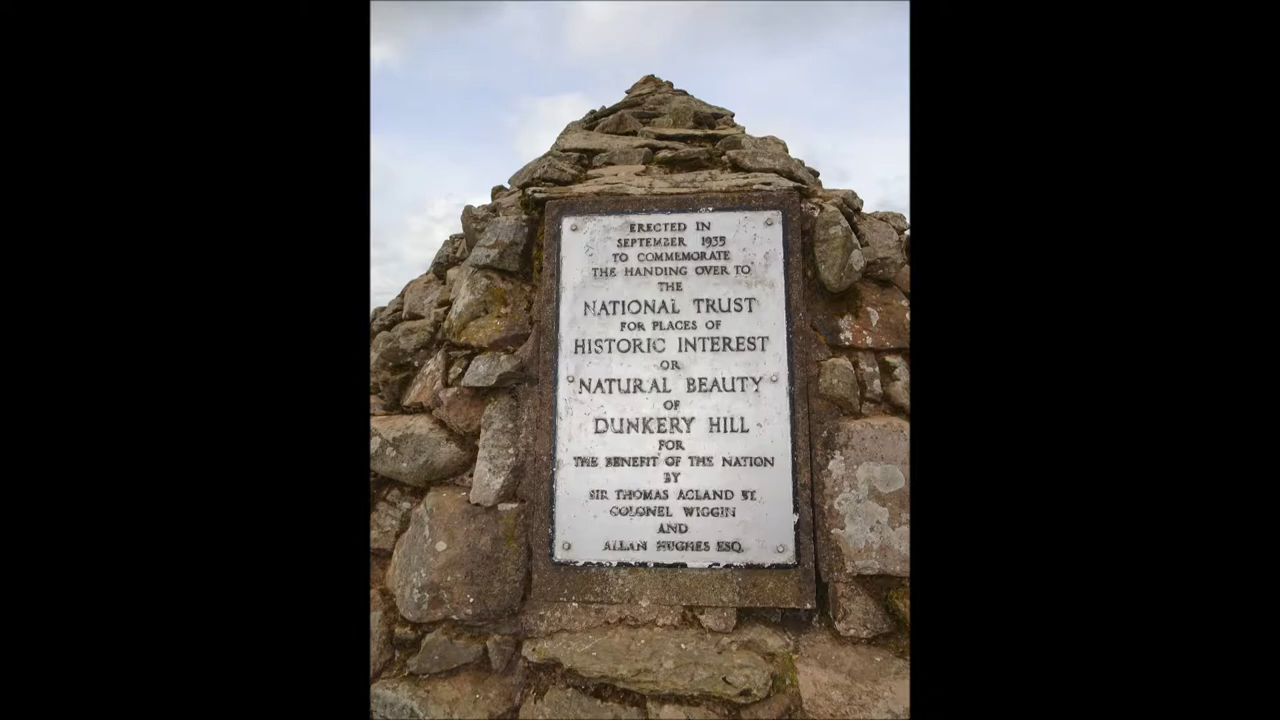 ERECTED IN
SEPTEMBER 1935
TO COMMEMORATE
THE HANDING OVER TO
THE
NATIONAL TRUST
FOR PLACES OF
HISTORIC INTEREST
OR
NATURAL BEAUTY
OF
DUNKERY HILL
FOR
THE BENEFIT OF THE NATION
BY
SIR THOMAS ACLAND BT.
COLONEL WIGGIN
AND
ALLAN HUGHES ESQ.